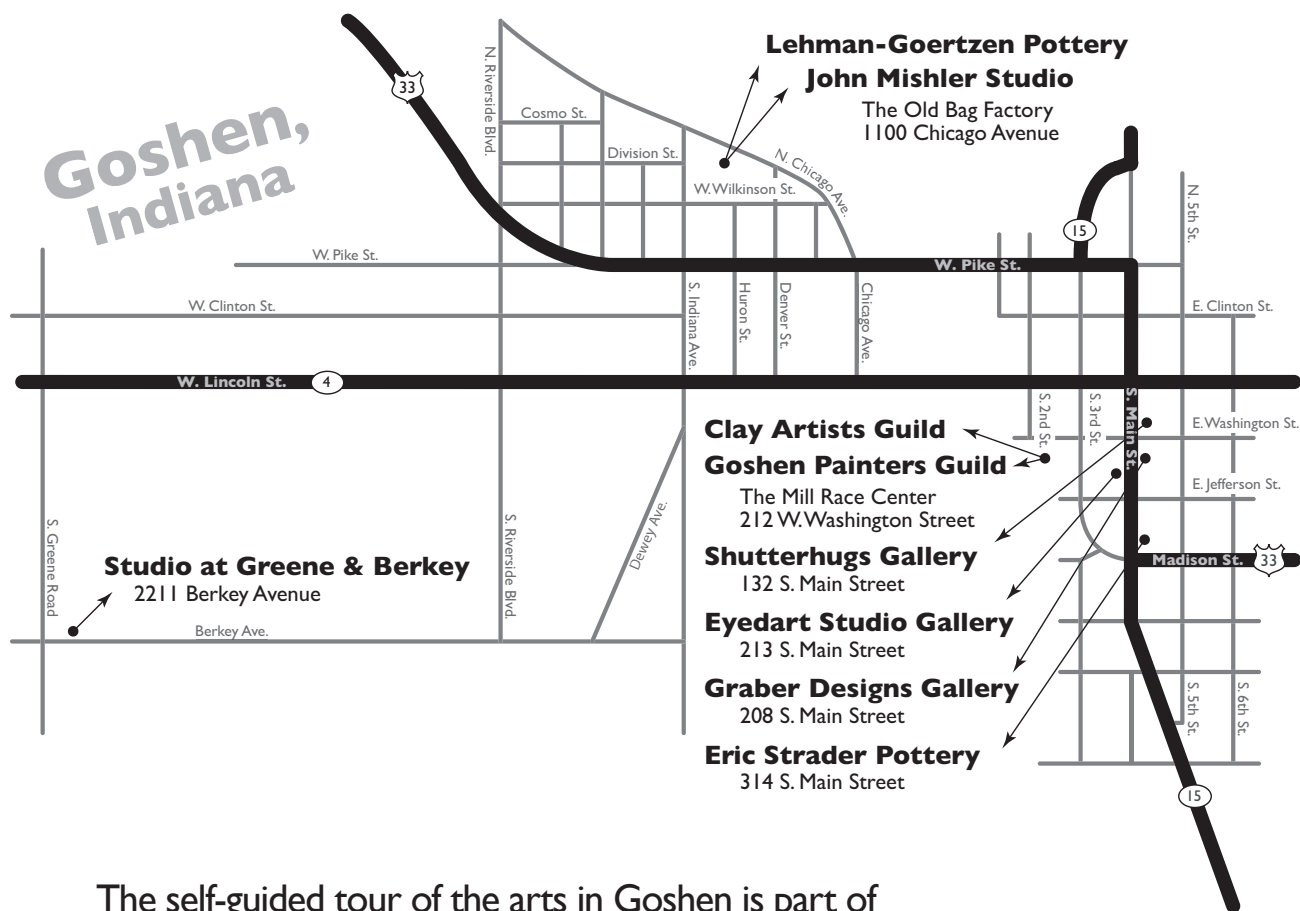 Goshen,
Indiana
33
N. Riverside Blvd.
Cosmo St.
Division St.
W. Wilkinson St.
N. Chicago Ave.
Lehman-Goertzen Pottery
John Mishler Studio
The Old Bag Factory
1100 Chicago Avenue
15
N. 5th St.
W. Pike St.
W. Pike St.
W. Clinton St.
S. Indiana Ave.
Huron St.
Denver St.
Chicago Ave.
E. Clinton St.
W. Lincoln St.
4
S. 2nd St.
S. 3rd St.
S. Main St.
E. Washington St.
E. Jefferson St.
Madison St.
33
Clay Artists Guild
Goshen Painters Guild
The Mill Race Center
212 W. Washington Street
Shutterhugs Gallery
132 S. Main Street
Eyedart Studio Gallery
213 S. Main Street
Graber Designs Gallery
208 S. Main Street
Eric Strader Pottery
314 S. Main Street
S. Greene Road
Studio at Greene & Berkey
2211 Berkey Avenue
Berkey Ave.
S. Riverside Blvd.
Dewey Ave.
S. 5th St.
S. 6th St.
15
The self-guided tour of the arts in Goshen is part of